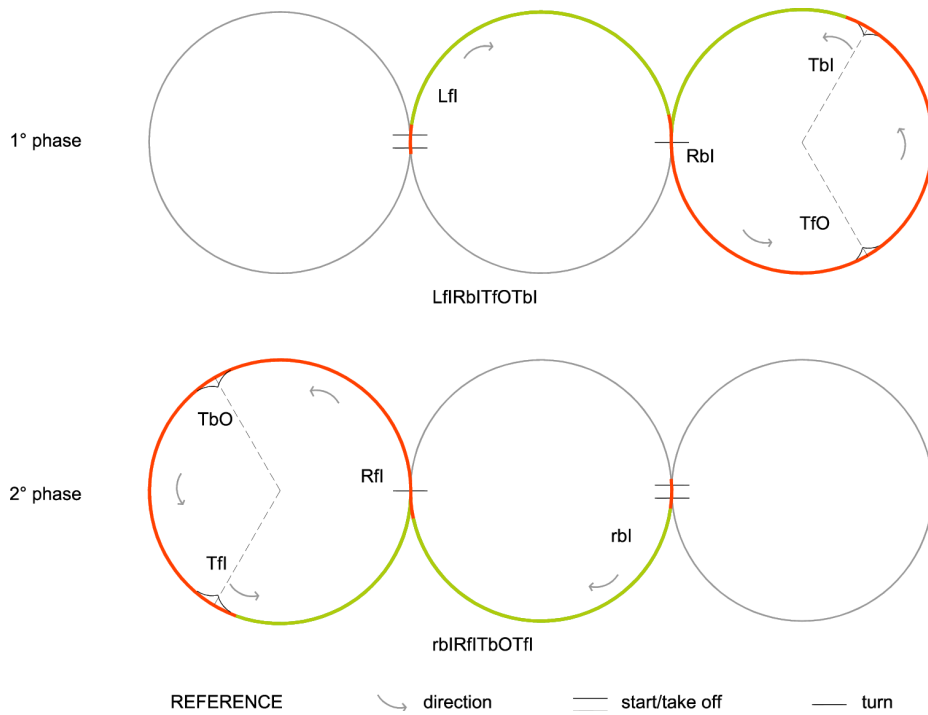 TbI
LfI
1° phase
RbI
TfO
LfIRbITfOTbI
TbO
RfI
2° phase
rbI
TfI
rbIRfITbOTfI
REFERENCE
direction
start/take off
turn